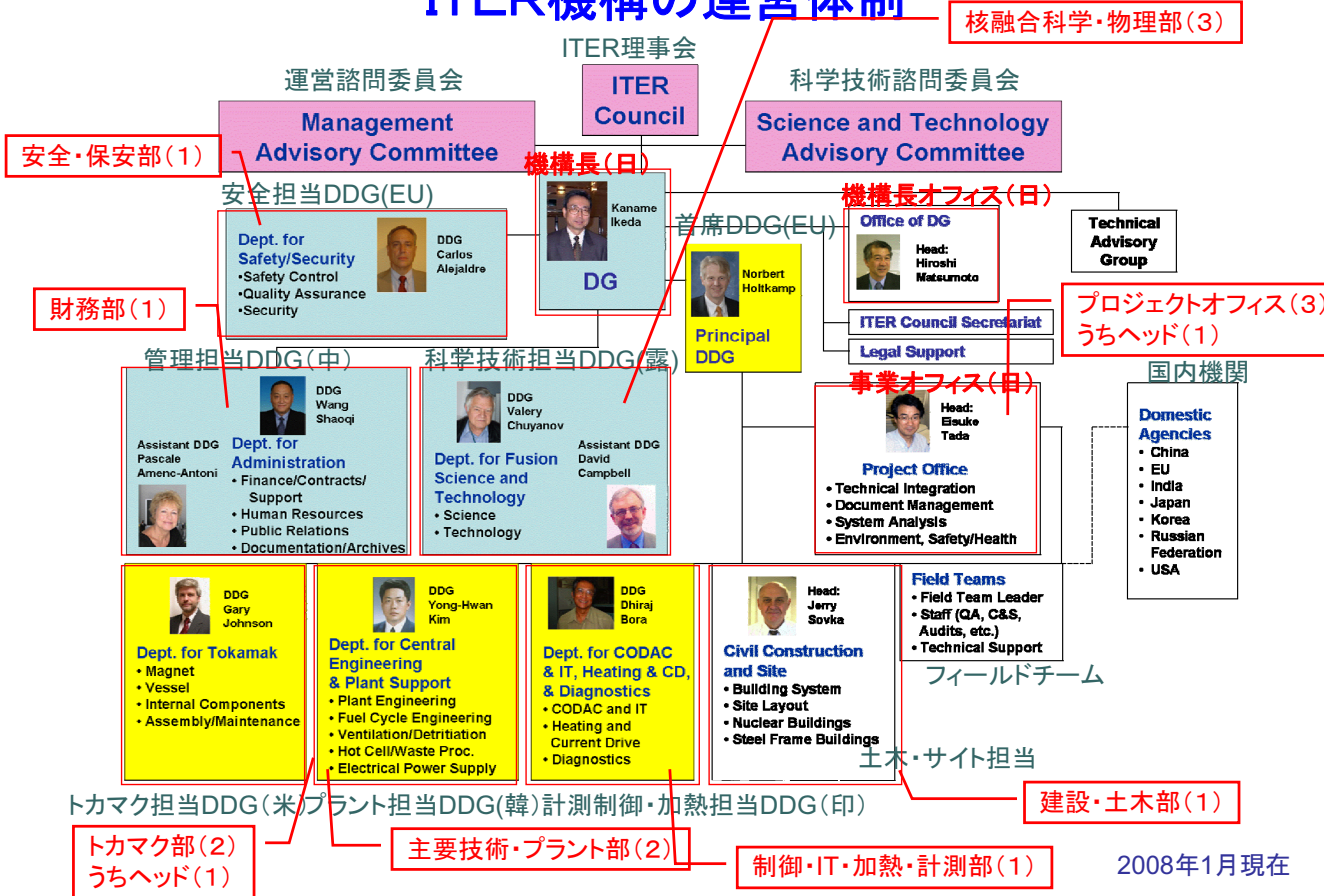 ITER機構の運営体制
核融合科学・物理部(3)
ITER理事会
運営諮問委員会
科学技術諮問委員会
ITER
Council
Management
Advisory Committee
Science and Technology
Advisory Committee
安全・保安部(1)
機構長(日)
安全担当DDG(EU)
Dept. for
Safety/Security
•Safety Control
•Quality Assurance
•Security
DDG
Carlos
Alejaldre
Kaname
Ikeda
DG
首席DDG(EU)
Norbert
Holtkamp
Principal
DDG
機構長オフィス(日)
Office of DG
Head:
Hiroshi
Matsumoto
Technical
Advisory
Group
ITER Council Secretariat
Legal Support
財務部(1)
プロジェクトオフィス(3)
うちヘッド(1)
管理担当DDG(中)
DDG
Wang
Shaoqi
Assistant DDG
Pascale
Amenc-Antoni
Dept. for
Administration
• Finance/Contracts/
Support
• Human Resources
• Public Relations
• Documentation/Archives
科学技術担当DDG(露)
DDG
Valery
Chuyanov
Dept. for Fusion
Science and
Technology
• Science
• Technology
Assistant DDG
David
Campbell
事業オフィス(日)
Head:
Eisuke
Tada
Project Office
• Technical Integration
• Document Management
• System Analysis
• Environment, Safety/Health
国内機関
Domestic
Agencies
• China
• EU
• India
• Japan
• Korea
• Russian
Federation
• USA
DDG
Gary
Johnson
Dept. for Tokamak
• Magnet
• Vessel
• Internal Components
• Assembly/Maintenance
DDG
Yong-Hwan
Kim
Dept. for Central
Engineering
& Plant Support
• Plant Engineering
• Fuel Cycle Engineering
• Ventilation/Detritiation
• Hot Cell/Waste Proc.
• Electrical Power Supply
DDG
Dhiraj
Bora
Dept. for CODAC
& IT, Heating & CD,
& Diagnostics
• CODAC and IT
• Heating and
Current Drive
• Diagnostics
Head:
Jerry
Sovka
Civil Construction
and Site
• Building System
• Site Layout
• Nuclear Buildings
• Steel Frame Buildings
Field Teams
• Field Team Leader
• Staff (QA, C&S,
Audits, etc.)
• Technical Support
フィールドチーム
土木・サイト担当
トカマク担当DDG(米)
プラント担当DDG(韓)
計測制御・加熱担当DDG(印)
建設・土木部(1)
トカマク部(2)
うちヘッド(1)
主要技術・プラント部(2)
制御・IT・加熱・計測部(1)
2008年1月現在